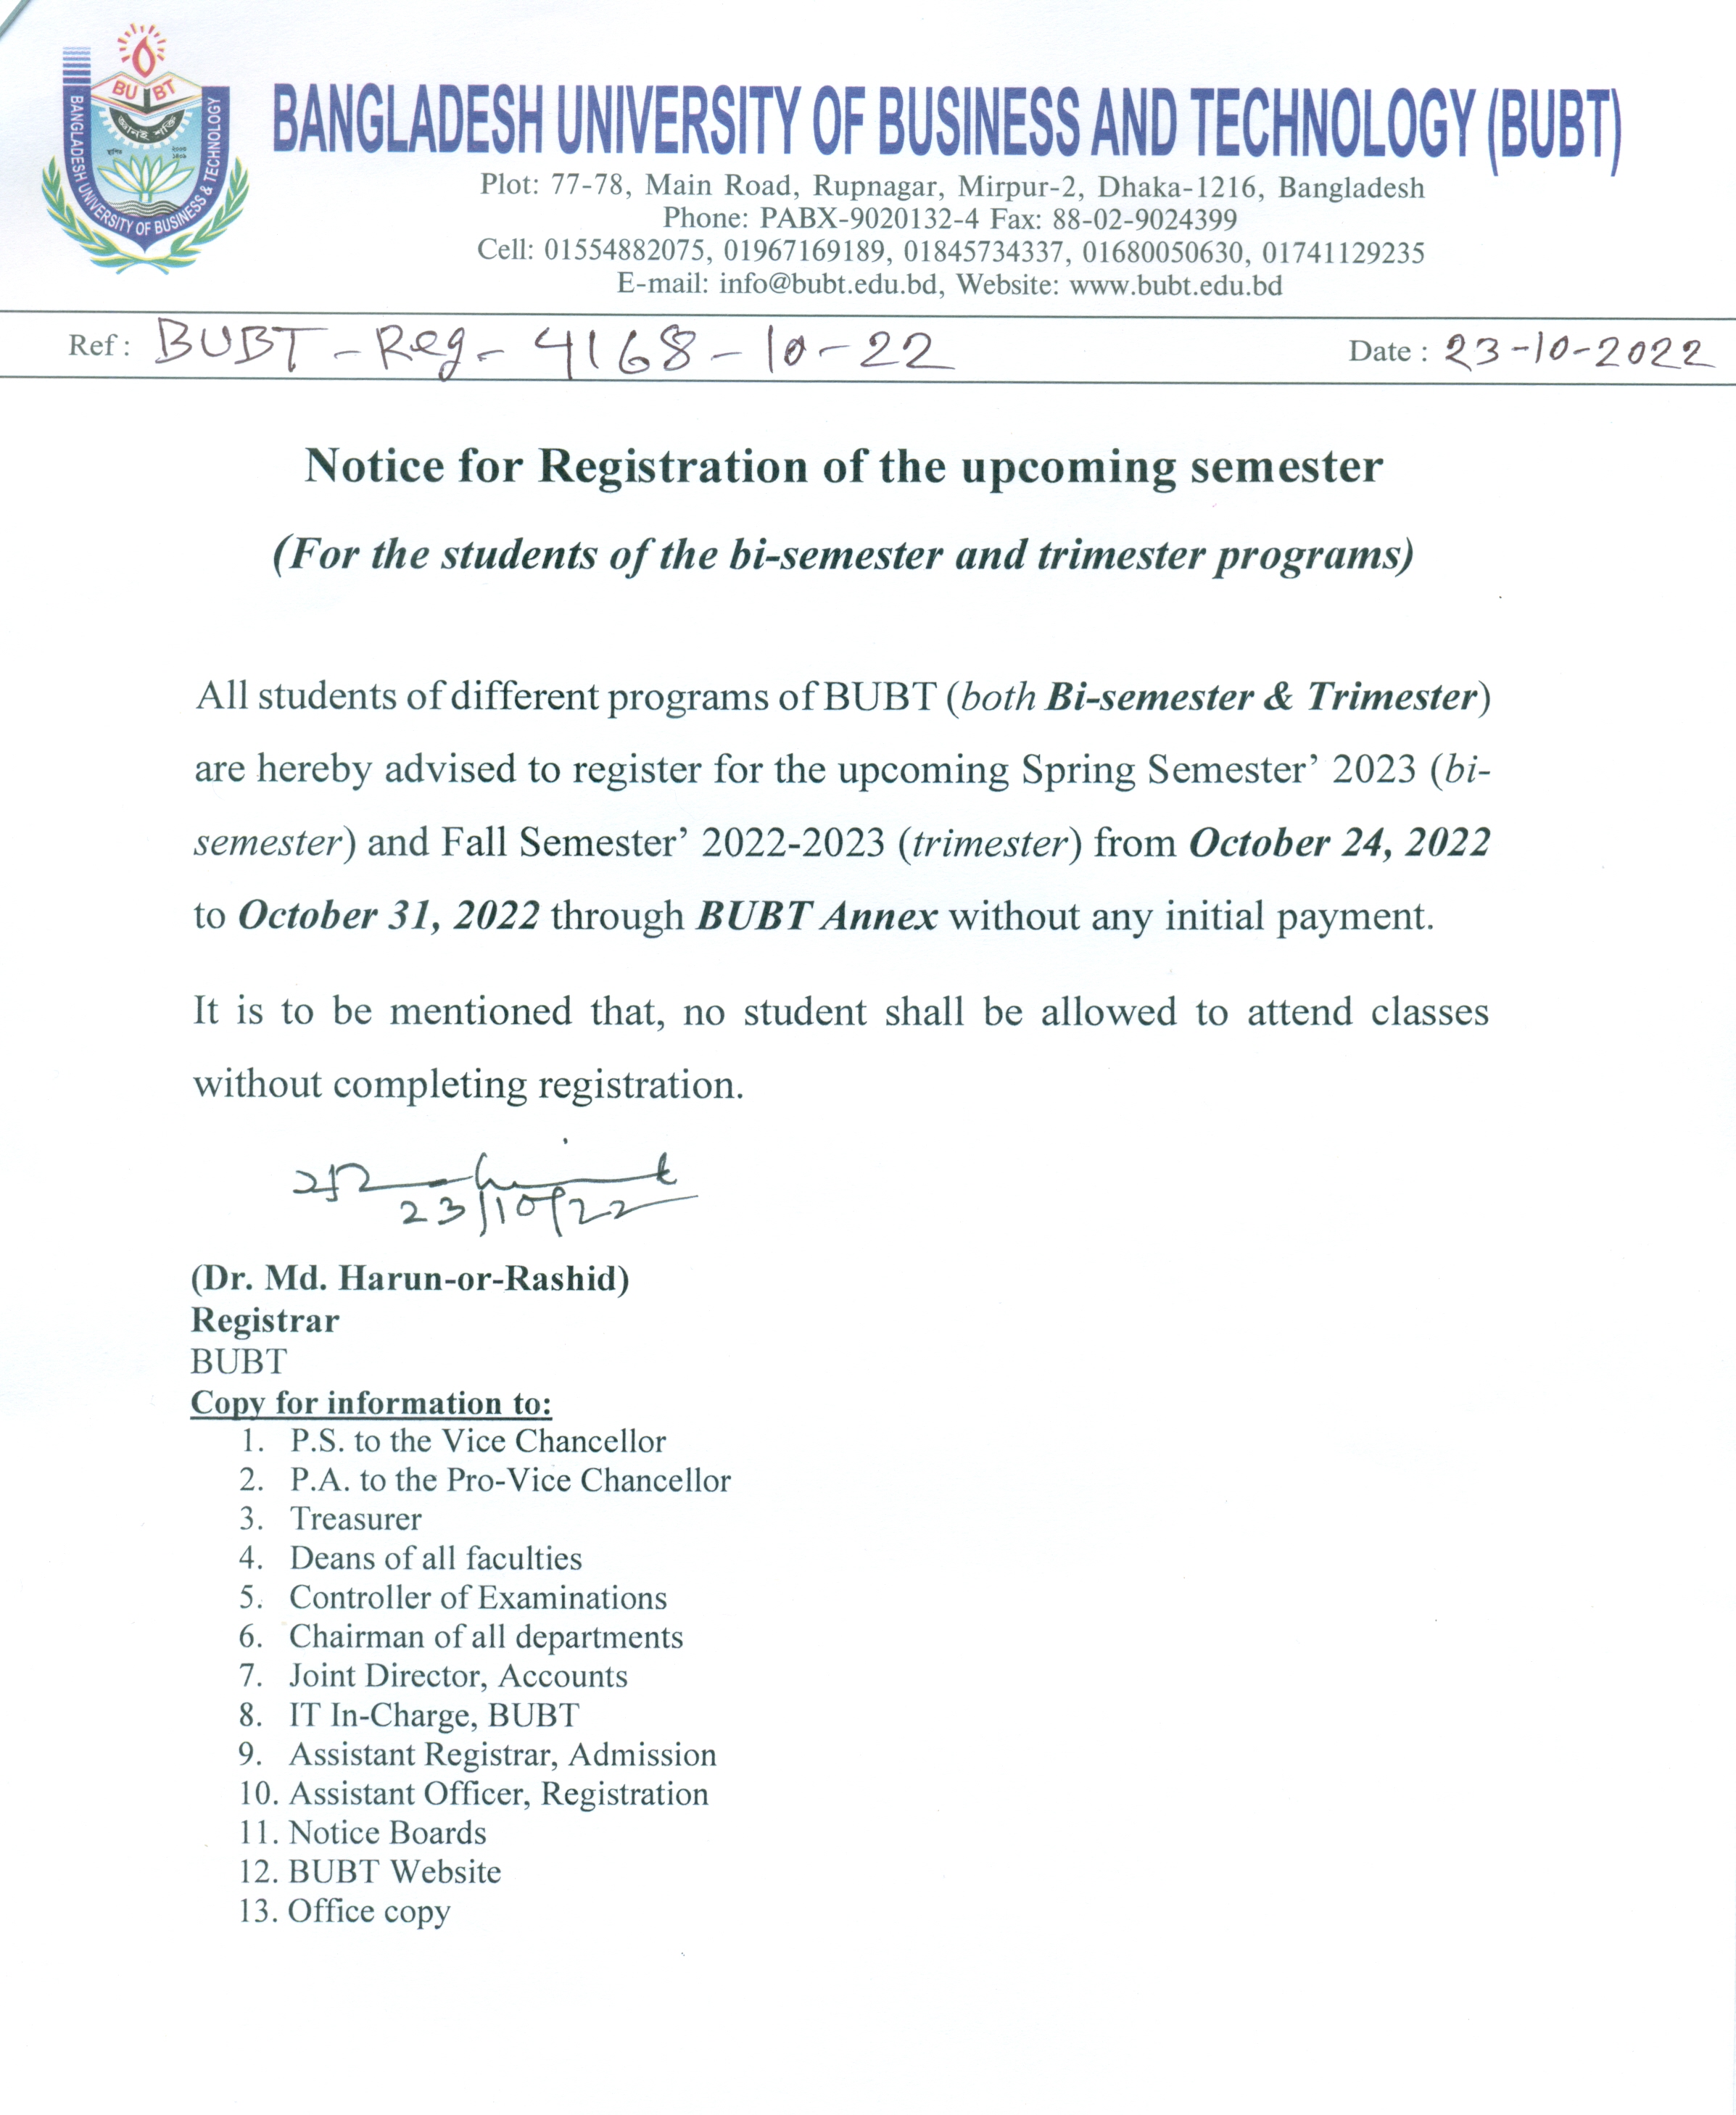 BU BT
জ্ঞানই শক্তি
স্থাপিত
২০০৩
BANGLADESH UNIVERSITY OF BUSINESS & TECHNOLOGY
BANGLADESH UNIVERSITY OF BUSINESS AND TECHNOLOGY (BUBT)
Plot: 77-78, Main Road, Rupnagar, Mirpur-2, Dhaka-1216, Bangladesh
Phone: PABX-9020132-4 Fax: 88-02-9024399
Cell: 01554882075, 01967169189, 01845734337, 01680050630, 01741129235
E-mail: info@bubt.edu.bd, Website: www.bubt.edu.bd
Ref : BUBT-Reg-4168-10-22 Date : 23-10-2022
Notice for Registration of the upcoming semester
(For the students of the bi-semester and trimester programs)
All students of different programs of BUBT (both Bi-semester & Trimester)
are hereby advised to register for the upcoming Spring Semester’ 2023 (bi-
semester) and Fall Semester’ 2022-2023 (trimester) from October 24, 2022
to October 31, 2022 through BUBT Annex without any initial payment.
It is to be mentioned that, no student shall be allowed to attend classes
without completing registration.
23/10/22
(Dr. Md. Harun-or-Rashid)
Registrar
BUBT
Copy for information to:
1. P.S. to the Vice Chancellor
2. P.A. to the Pro-Vice Chancellor
3. Treasurer
4. Deans of all faculties
5. Controller of Examinations
6. Chairman of all departments
7. Joint Director, Accounts
8. IT In-Charge, BUBT
9. Assistant Registrar, Admission
10. Assistant Officer, Registration
11. Notice Boards
12. BUBT Website
13. Office copy